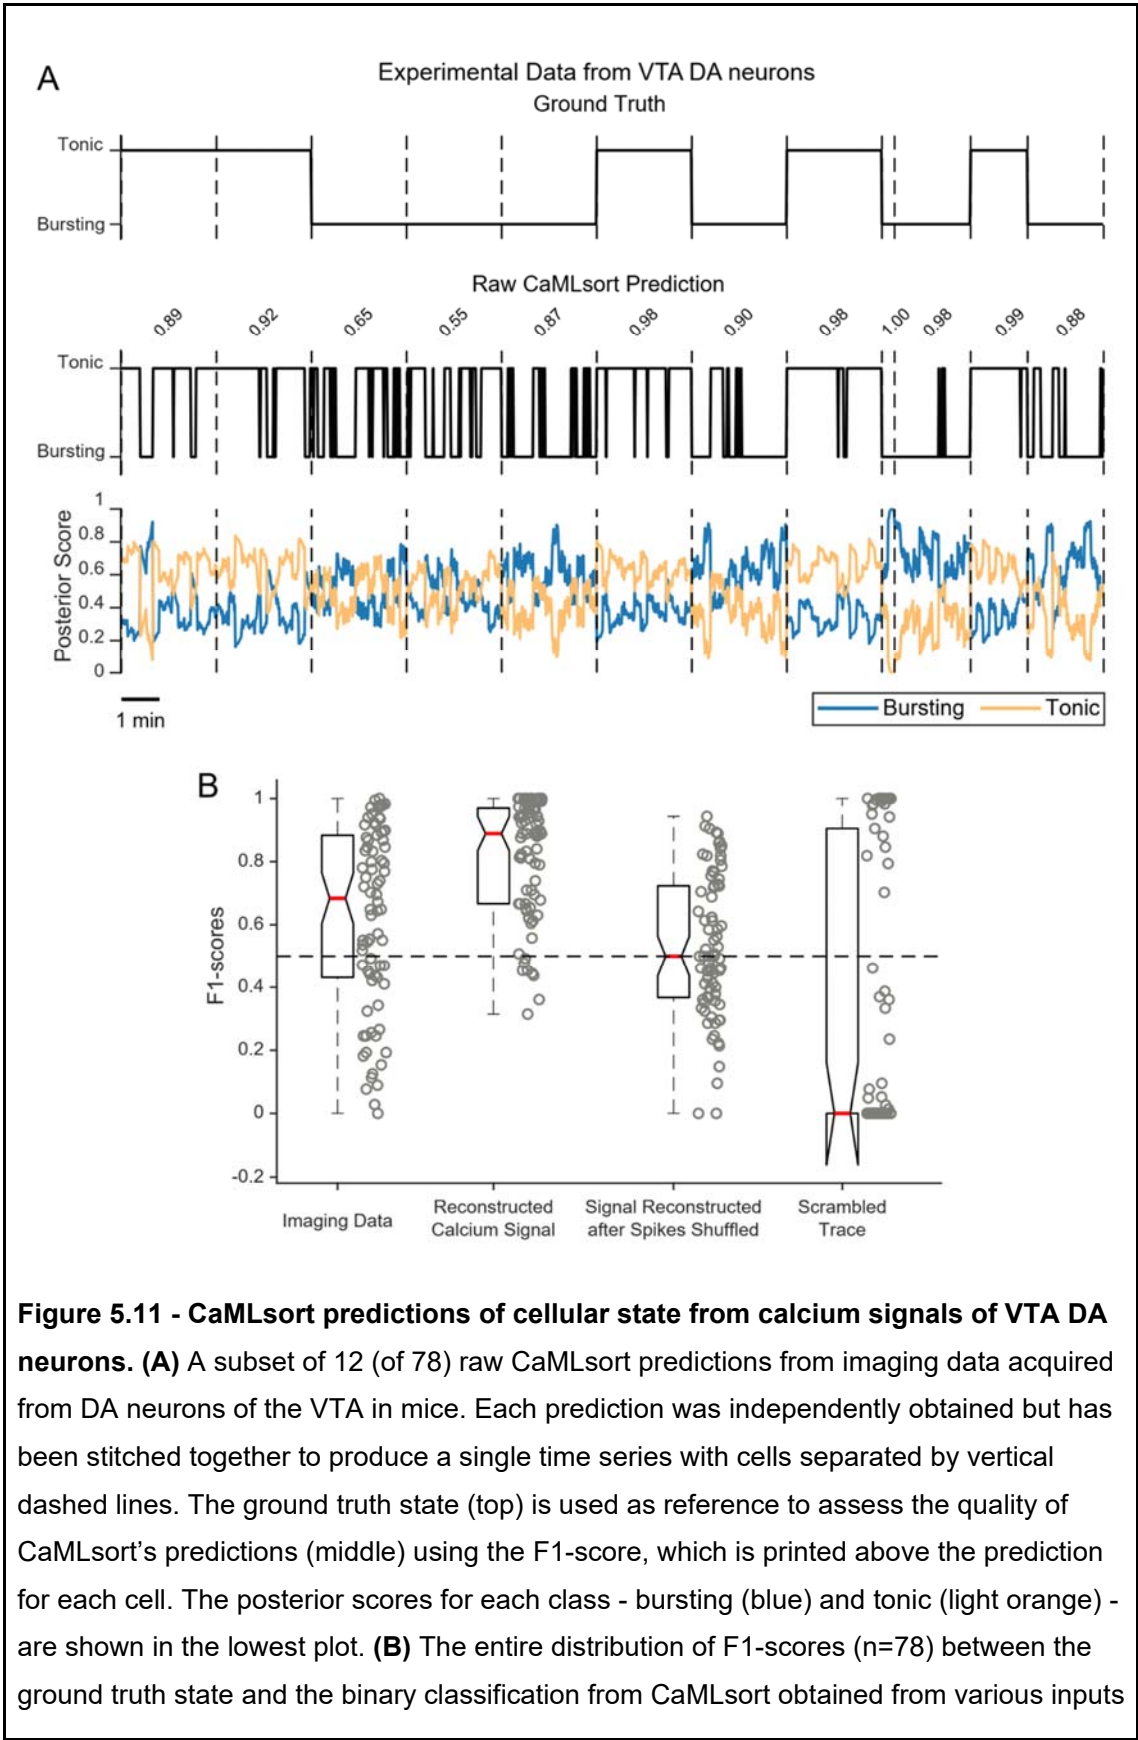 A
Experimental Data from VTA DA neurons
Ground Truth
Tonic
Bursting
Raw CaMLsort Prediction
0.89 0.92 0.65 0.55 0.87 0.98 0.90 0.98 1.00 0.98 0.99 0.88
Tonic
Bursting
Posterior Score
1
0.8
0.6
0.4
0.2
0
1 min
Bursting Tonic
B
F1-scores
1
0.8
0.6
0.4
0.2
0
-0.2
Imaging Data
Reconstructed
Calcium Signal
Signal Reconstructed
after Spikes Shuffled
Scrambled
Trace
Figure 5.11 - CaMLsort predictions of cellular state from calcium signals of VTA DA
neurons. (A) A subset of 12 (of 78) raw CaMLsort predictions from imaging data acquired
from DA neurons of the VTA in mice. Each prediction was independently obtained but has
been stitched together to produce a single time series with cells separated by vertical
dashed lines. The ground truth state (top) is used as reference to assess the quality of
CaMLsort’s predictions (middle) using the F1-score, which is printed above the prediction
for each cell. The posterior scores for each class - bursting (blue) and tonic (light orange) -
are shown in the lowest plot. (B) The entire distribution of F1-scores (n=78) between the
ground truth state and the binary classification from CaMLsort obtained from various inputs